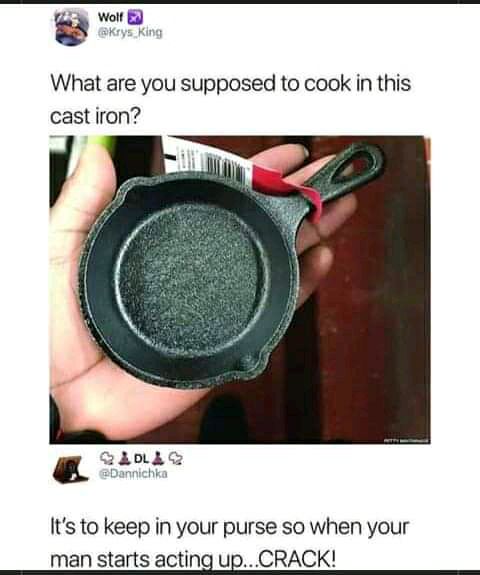 Wolf ♐
@Krys_King
What are you supposed to cook in this
cast iron?
DL
@Dannichka
It's to keep in your purse so when your
man starts acting up...CRACK!